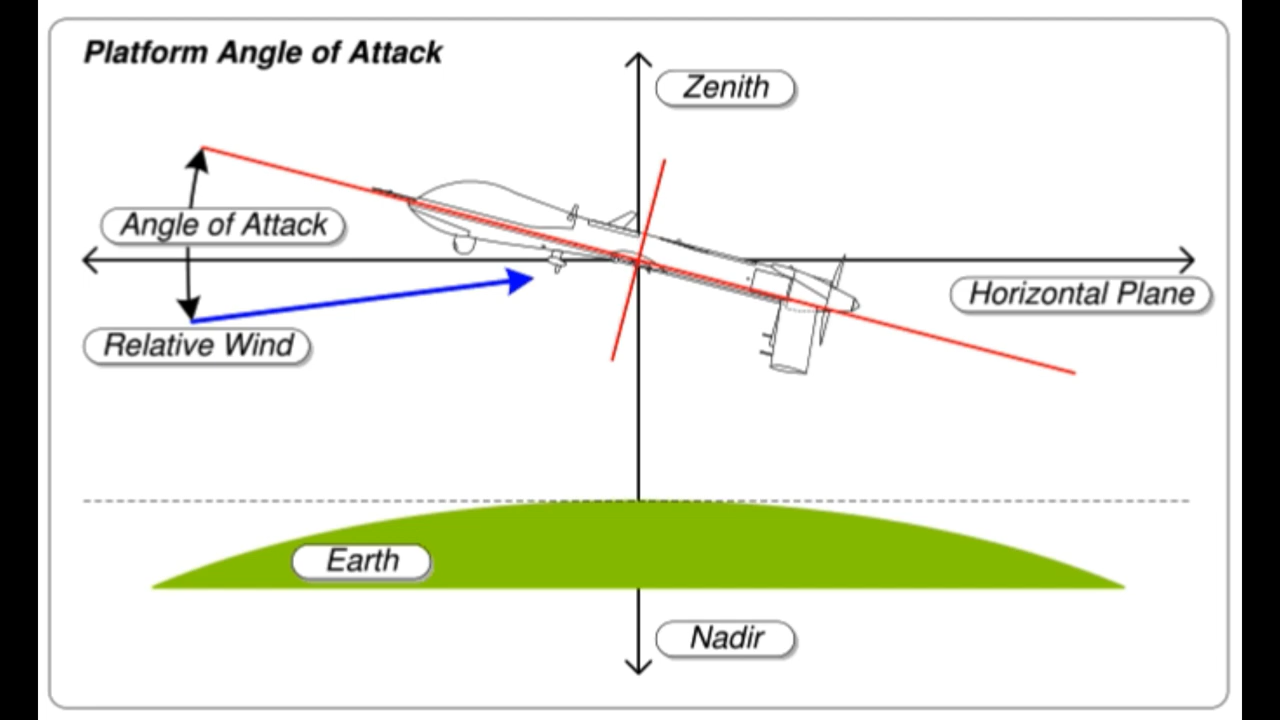 Platform Angle of Attack
Zenith
Angle of Attack
Horizontal Plane
Relative Wind
Earth
Nadir